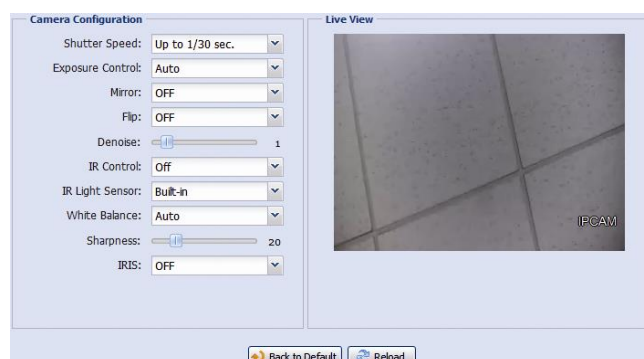 Camera Configuration
Shutter Speed: Up to 1/30 sec.
Exposure Control: Auto
Mirror: OFF
Flip: OFF
Denoise: 1
IR Control: Off
IR Light Sensor: Built-in
White Balance: Auto
Sharpness: 20
IRIS: OFF
Live View
IPCAM
Back to Default
Reload